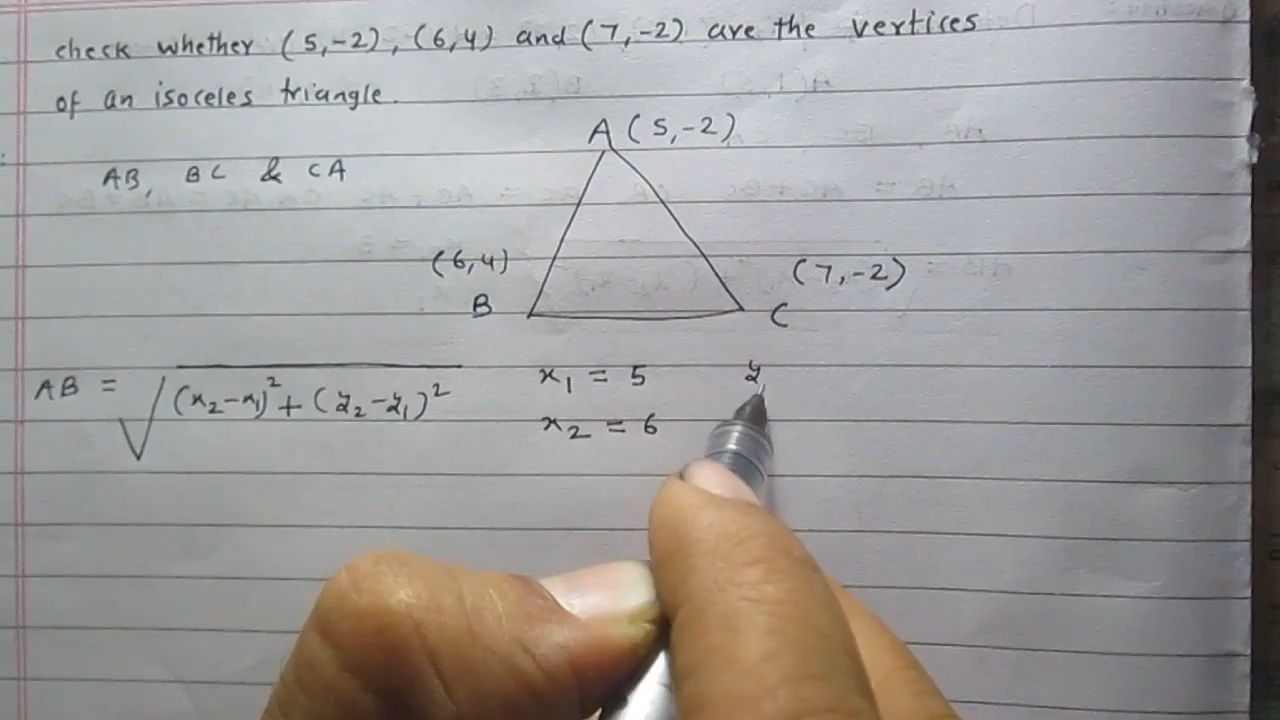 check whether (5,-2), (6,4) and (7,-2) are the vertices
of an isoceles triangle.
A (5,-2)
AB, BC & CA
(6,4)
(7,-2)
B
C
AB = √(x₂-x₁)² + (y₂-y₁)²
x₁ = 5
y
x₂ = 6